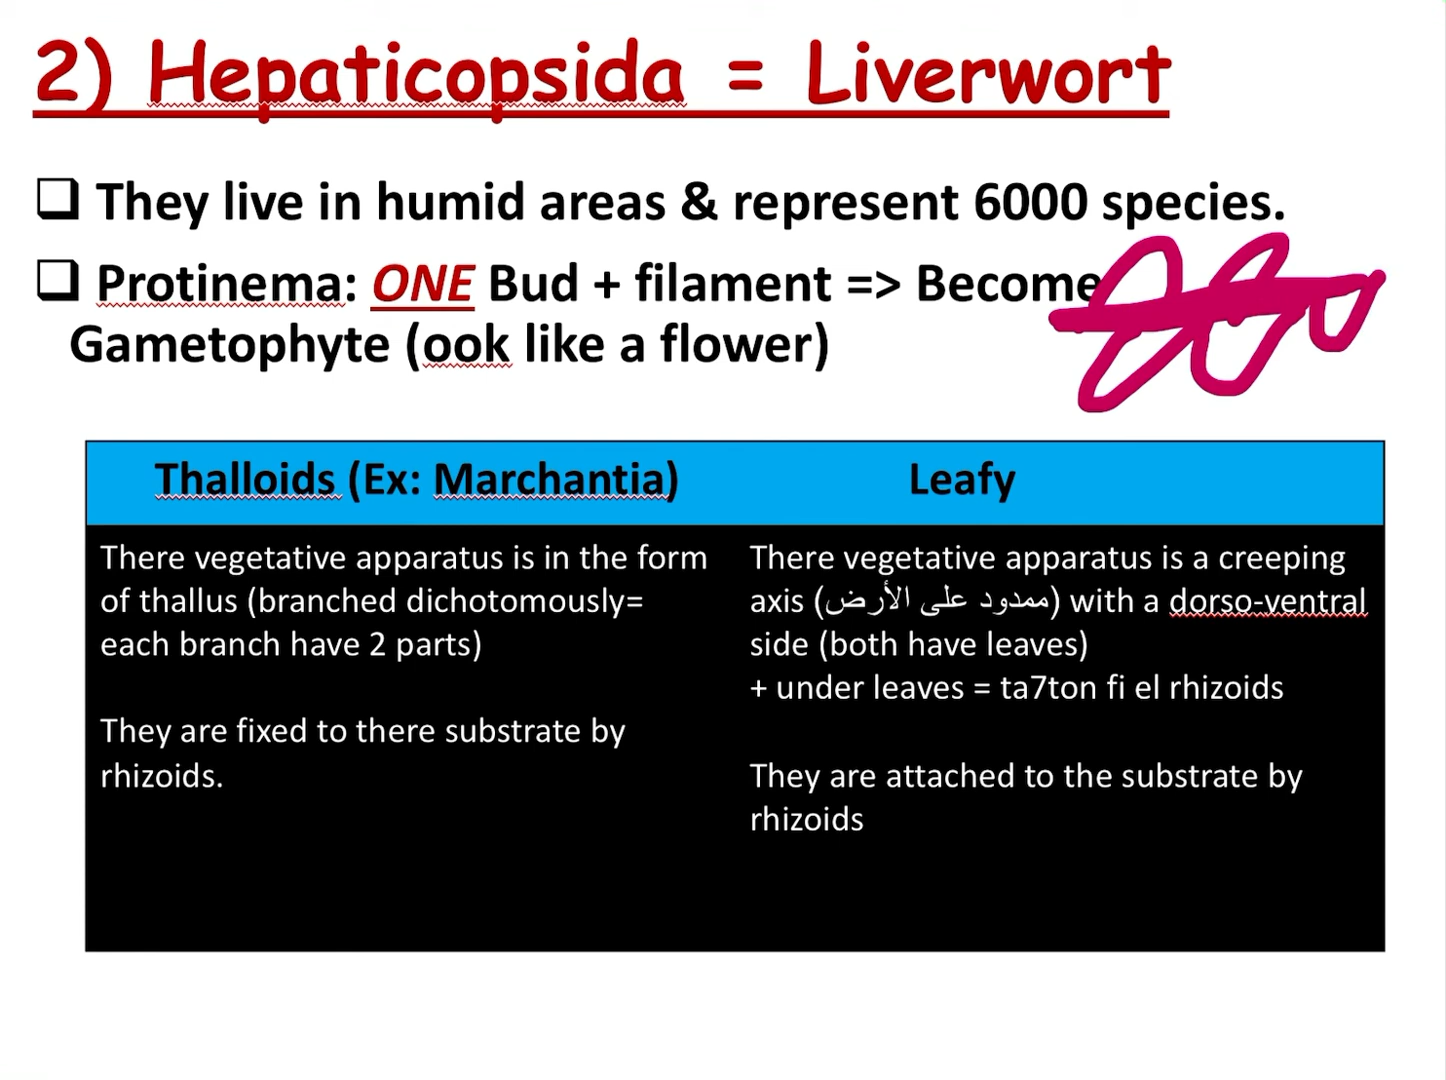 2) Hepaticopsida = Liverwort
They live in humid areas & represent 6000 species.
Protinema: ONE Bud + filament => Become
Gametophyte (ook like a flower)
Thalloids (Ex: Marchantia)
There vegetative apparatus is in the form
of thallus (branched dichotomously=
each branch have 2 parts)
They are fixed to there substrate by
rhizoids.
Leafy
There vegetative apparatus is a creeping
axis (ممدود على الأرض) with a dorso-ventral
side (both have leaves)
+ under leaves = ta7ton fi el rhizoids
They are attached to the substrate by
rhizoids